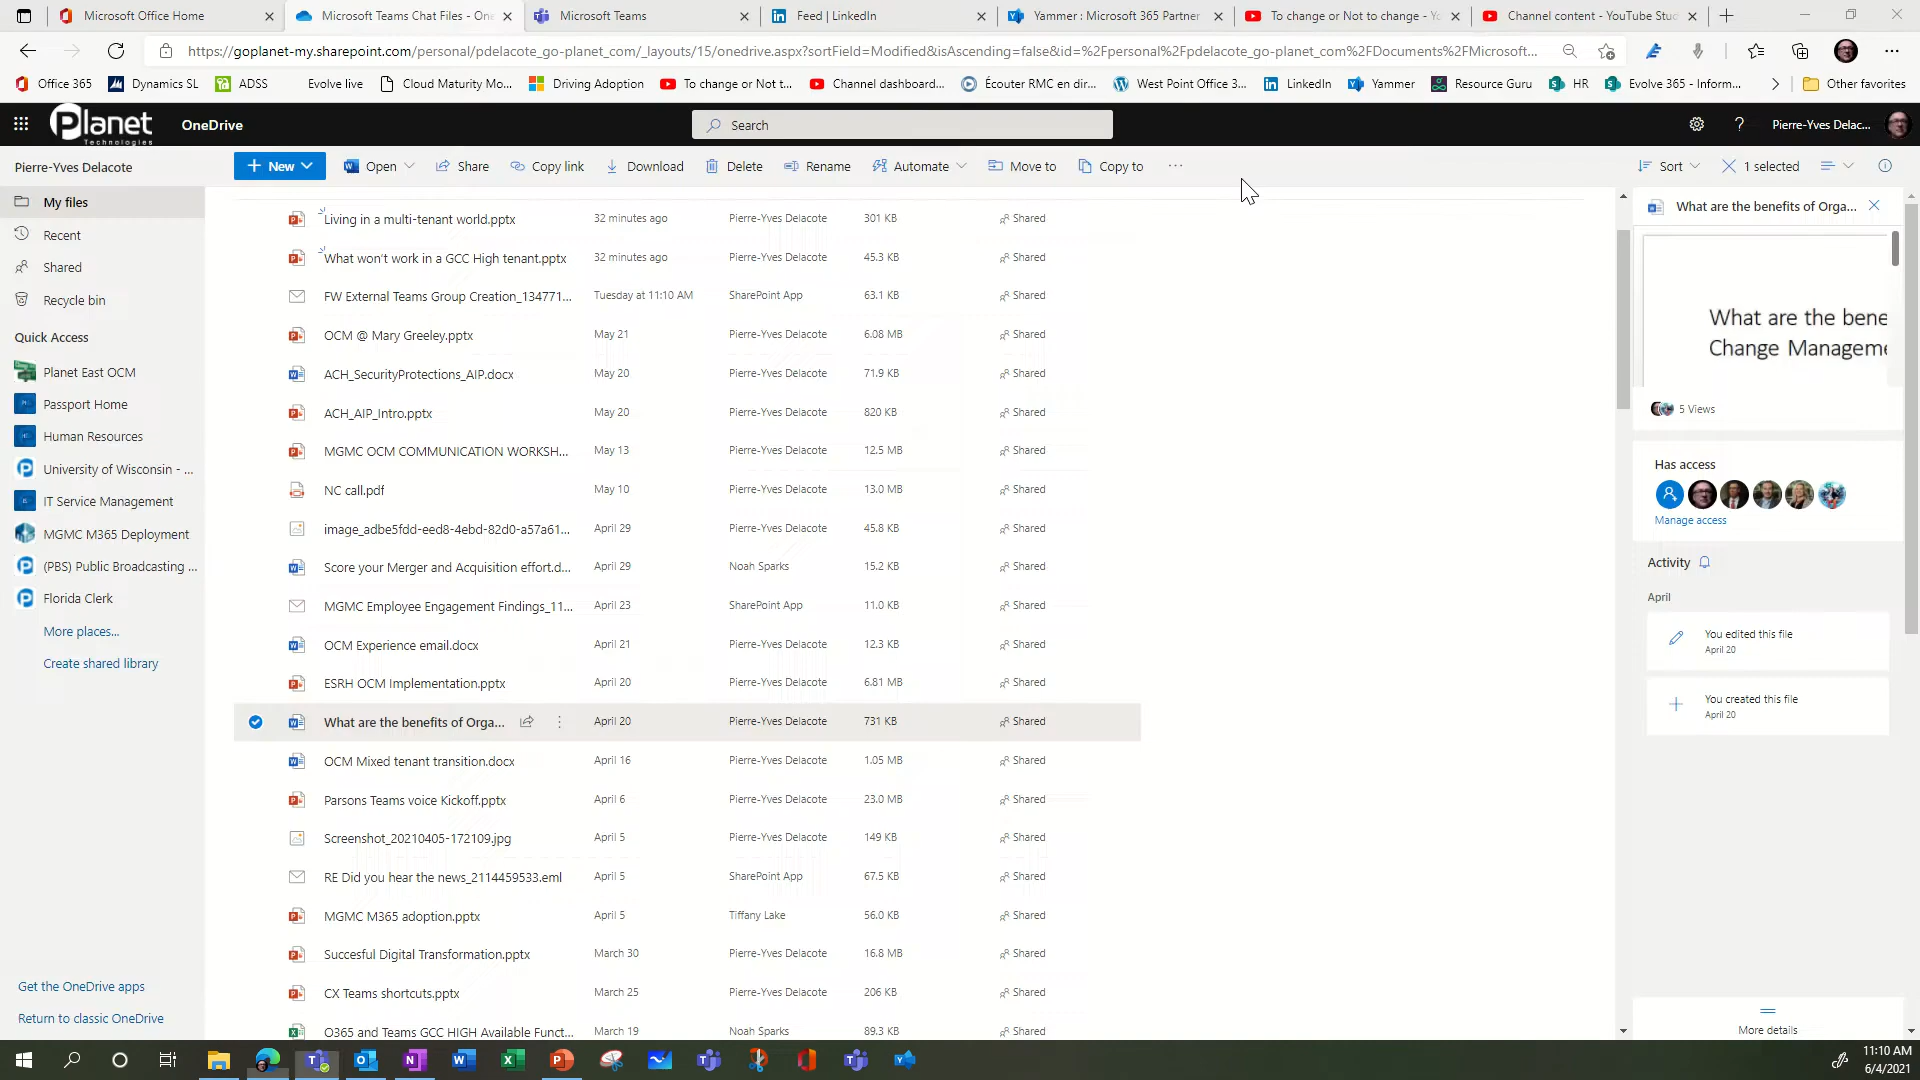 Microsoft Office Home
Microsoft Teams Chat Files - One
Microsoft Teams
Feed | LinkedIn
Yammer : Microsoft 365 Partner
To change or Not to change - Yo
Channel content - YouTube Stud
https://goplanet-my.sharepoint.com/personal/pdelacote_go-planet_com/_layouts/15/onedrive.aspx?sortField=Modified&isAscending=false&id=%2Fpersonal%2Fpdelacote_go-planet_com%2FDocuments%2FMicrosoft...
Office 365
Dynamics SL
ADSS
Evolve live
Cloud Maturity Mo...
Driving Adoption
To change or Not t...
Channel dashboard...
Écouter RMC en dir...
West Point Office 3...
LinkedIn
Yammer
Resource Guru
HR
Evolve 365 - Inform...
Other favorites
Planet
Technologies
OneDrive
Search
Pierre-Yves Delac...
Pierre-Yves Delacote
New
Open
Share
Copy link
Download
Delete
Rename
Automate
Move to
Copy to
Sort
1 selected
My files
Recent
Shared
Recycle bin
Quick Access
Planet East OCM
Passport Home
Human Resources
University of Wisconsin - ...
IT Service Management
MGMC M365 Deployment
(PBS) Public Broadcasting ...
Florida Clerk
More places...
Create shared library
Get the OneDrive apps
Return to classic OneDrive
Living in a multi-tenant world.pptx 32 minutes ago Pierre-Yves Delacote 301 KB Shared
What won't work in a GCC High tenant.pptx 32 minutes ago Pierre-Yves Delacote 45.3 KB Shared
FW External Teams Group Creation_134771... Tuesday at 11:10 AM SharePoint App 63.1 KB Shared
OCM @ Mary Greeley.pptx May 21 Pierre-Yves Delacote 6.08 MB Shared
ACH_SecurityProtections_AIP.docx May 20 Pierre-Yves Delacote 71.9 KB Shared
ACH_AIP_Intro.pptx May 20 Pierre-Yves Delacote 820 KB Shared
MGMC OCM COMMUNICATION WORKSH... May 13 Pierre-Yves Delacote 12.5 MB Shared
NC call.pdf May 10 Pierre-Yves Delacote 13.0 MB Shared
image_adbe5fdd-eed8-4ebd-82d0-a57a61... April 29 Pierre-Yves Delacote 45.8 KB Shared
Score your Merger and Acquisition effort.d... April 29 Noah Sparks 15.2 KB Shared
MGMC Employee Engagement Findings_11... April 23 SharePoint App 11.0 KB Shared
OCM Experience email.docx April 21 Pierre-Yves Delacote 12.3 KB Shared
ESRH OCM Implementation.pptx April 20 Pierre-Yves Delacote 6.81 MB Shared
What are the benefits of Orga... April 20 Pierre-Yves Delacote 731 KB Shared
OCM Mixed tenant transition.docx April 16 Pierre-Yves Delacote 1.05 MB Shared
Parsons Teams voice Kickoff.pptx April 6 Pierre-Yves Delacote 23.0 MB Shared
Screenshot_20210405-172109.jpg April 5 Pierre-Yves Delacote 149 KB Shared
RE Did you hear the news_2114459533.eml April 5 SharePoint App 67.5 KB Shared
MGMC M365 adoption.pptx April 5 Tiffany Lake 56.0 KB Shared
Succesful Digital Transformation.pptx March 30 Pierre-Yves Delacote 16.8 MB Shared
CX Teams shortcuts.pptx March 25 Pierre-Yves Delacote 206 KB Shared
O365 and Teams GCC HIGH Available Funct... March 19 Noah Sparks 89.3 KB Shared
What are the benefits of Orga...
What are the bene
Change Manageme
5 Views
Has access
Manage access
Activity
April
You edited this file
April 20
You created this file
April 20
More details
11:10 AM
6/4/2021